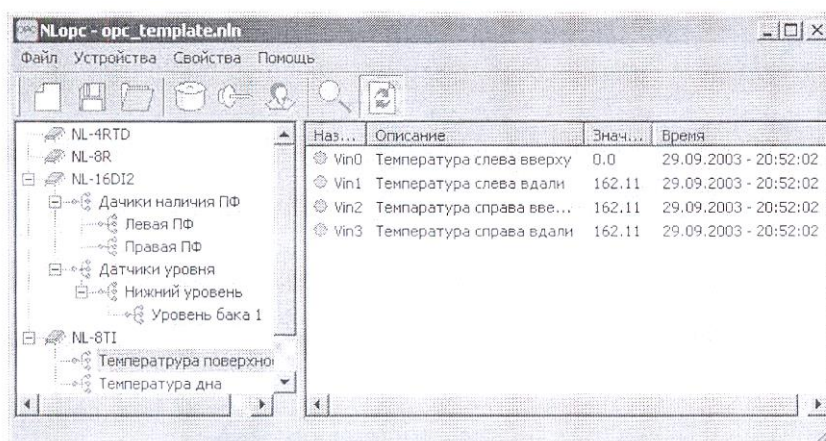 NLopc - opc_template.nln
Файл Устройства Свойства Помощь
NL-4RTD
NL-8R
NL-16DI2
Дачики наличия ПФ
Левая ПФ
Правая ПФ
Датчики уровня
Нижний уровень
Уровень бака 1
NL-8TI
Температрура поверхно
Температура дна
Наз... Описание Знач... Время
Vin0 Температура слева вверху 0.0 29.09.2003 - 20:52:02
Vin1 Температура слева вдали 162.11 29.09.2003 - 20:52:02
Vin2 Темпаратура справа вве... 162.11 29.09.2003 - 20:52:02
Vin3 Температура справа вдали 162.11 29.09.2003 - 20:52:02